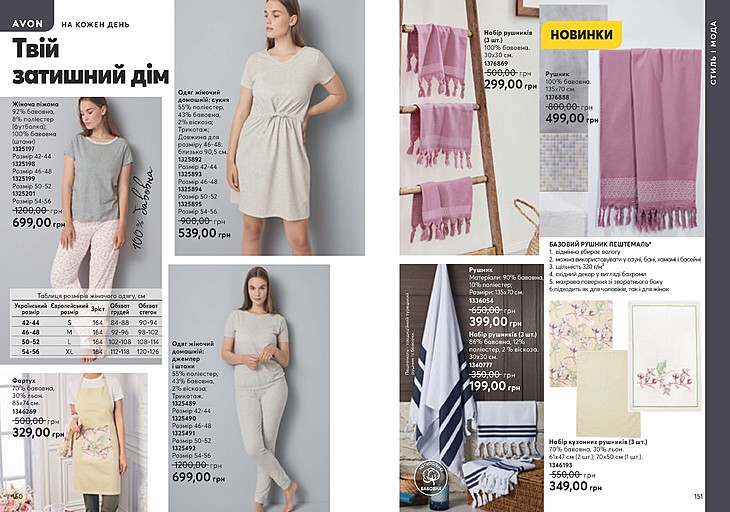 AVON
НА КОЖЕН ДЕНЬ
Твій
затишний дім
Жіноча піжама
92% бавовна,
8% поліестер
(футболка);
100% бавовна
(штани)
1325197
Розмір 42-44
1325198
Розмір 46-48
1325199
Розмір 50-52
1325201
Розмір 54-56
1200,00 грн
699,00 грн
100% бавовна
Таблиця розмірів жіночого одягу, см
Український розмір Європейський розмір Зріст Обхват грудей Обхват стегон
42-44 S 164 84-88 90-94
46-48 M 164 92-96 98-102
50-52 L 164 102-108 108-114
54-56 XL 164 112-118 120-126
Фартух
70% бавовна,
30% льон.
85х74 см.
1346269
500,00 грн
329,00 грн
150
Одяг жіночий
домашній: сукня
55% поліестер,
43% бавовна,
2% віскоза;
Трикотаж;
Довжина для
розміру 46-48:
близько 90,5 см.
1325892
Розмір 42-44
1325893
Розмір 46-48
1325894
Розмір 50-52
1325895
Розмір 54-56
900,00 грн
539,00 грн
Одяг жіночий
домашній:
джемпер
і штани
55% поліестер,
43% бавовна,
2% віскоза;
Трикотаж.
1325489
Розмір 42-44
1325490
Розмір 46-48
1325491
Розмір 50-52
1325492
Розмір 54-56
1200,00 грн
699,00 грн
Набір рушників
(3 шт.)
100% бавовна.
30х30 см.
1376869
500,00 грн
299,00 грн
НОВИНКИ
Рушник
100% бавовна.
135х70 см.
1376888
800,00 грн
499,00 грн
СТИЛЬ І МОДА
БАЗОВИЙ РУШНИК ПЕШТЕМАЛЬ*
1. відмінно вбирає вологу
2. можна використовувати у сауні, бані, хамамі і басейні
3. щільність 320 г/м²
4. східний декор у вигляді бахроми
5. махрова поверхня зі зворотнього боку
6. підходить як для чоловіків, так і для жінок
Рушник
Матеріали: 90% бавовна,
10% поліестер;
Розміри: 135х70 см.
1336054
650,00 грн
399,00 грн
Набір рушників (3 шт.)
86% бавовна, 12%
поліестер, 2 % віскоза.
30х30 см.
1340777
350,00 грн
199,00 грн
БАВОВНА
Набір кухонних рушників (3 шт.)
70% бавовна, 30% льон.
61х47 см (2 шт.); 70х50 см (1 шт.).
1346193
550,00 грн
349,00 грн
151